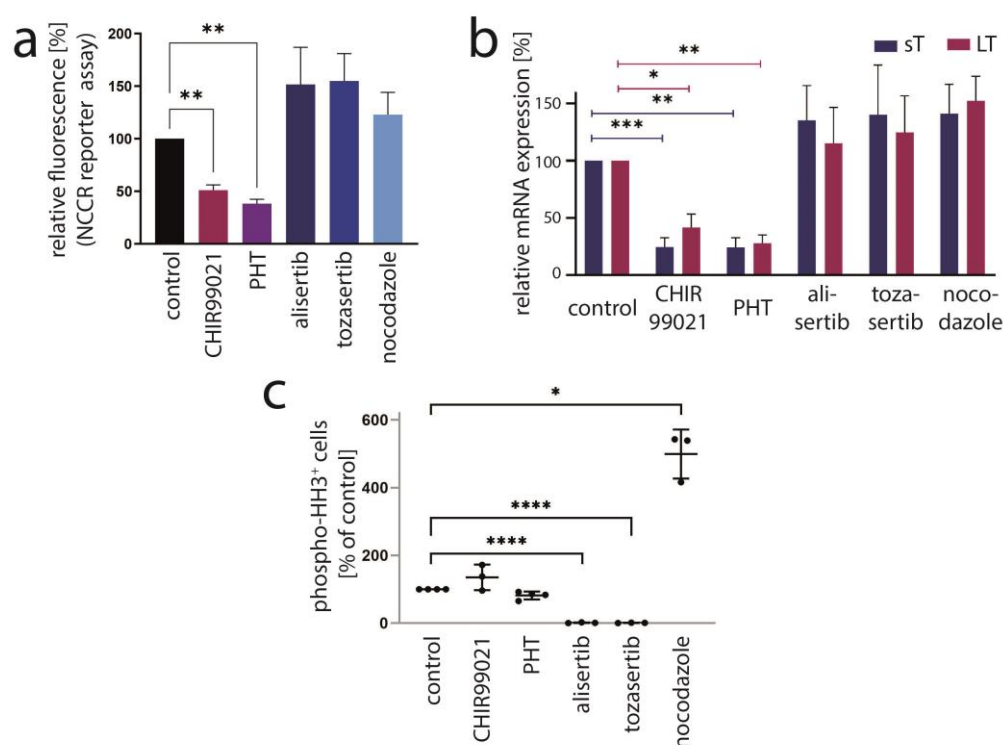 a
relative fluorescence [%]
(NCCR reporter assay)
200
150
100
50
0
**
**
control
CHIR99021
PHT
alisertib
tozasertib
nocodazole
b
relative mRNA expression [%]
sT
LT
150
100
50
0
**
*
**
***
control
CHIR
99021
PHT
ali-
sertib
toza-
sertib
noco-
dazole
c
phospho-HH3+ cells
[% of control]
600
400
200
0
*
****
****
control
CHIR99021
PHT
alisertib
tozasertib
nocodazole